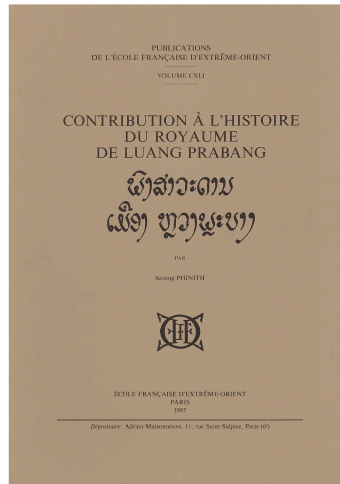 PUBLICATIONS
DE L'ÉCOLE FRANÇAISE D'EXTRÊME-ORIENT
VOLUME CXLI
CONTRIBUTION À L'HISTOIRE
DU ROYAUME
DE LUANG PRABANG
ພົງສາວະດານ
ເມືອງ ຫຼວງພຼະບາງ
PAR
Saveng PHINITH
ÉCOLE FRANÇAISE D'EXTRÊME-ORIENT
PARIS
1987
Dépositaire: Adrien-Maisonneuve, 11, rue Saint-Sulpice, Paris (6e)